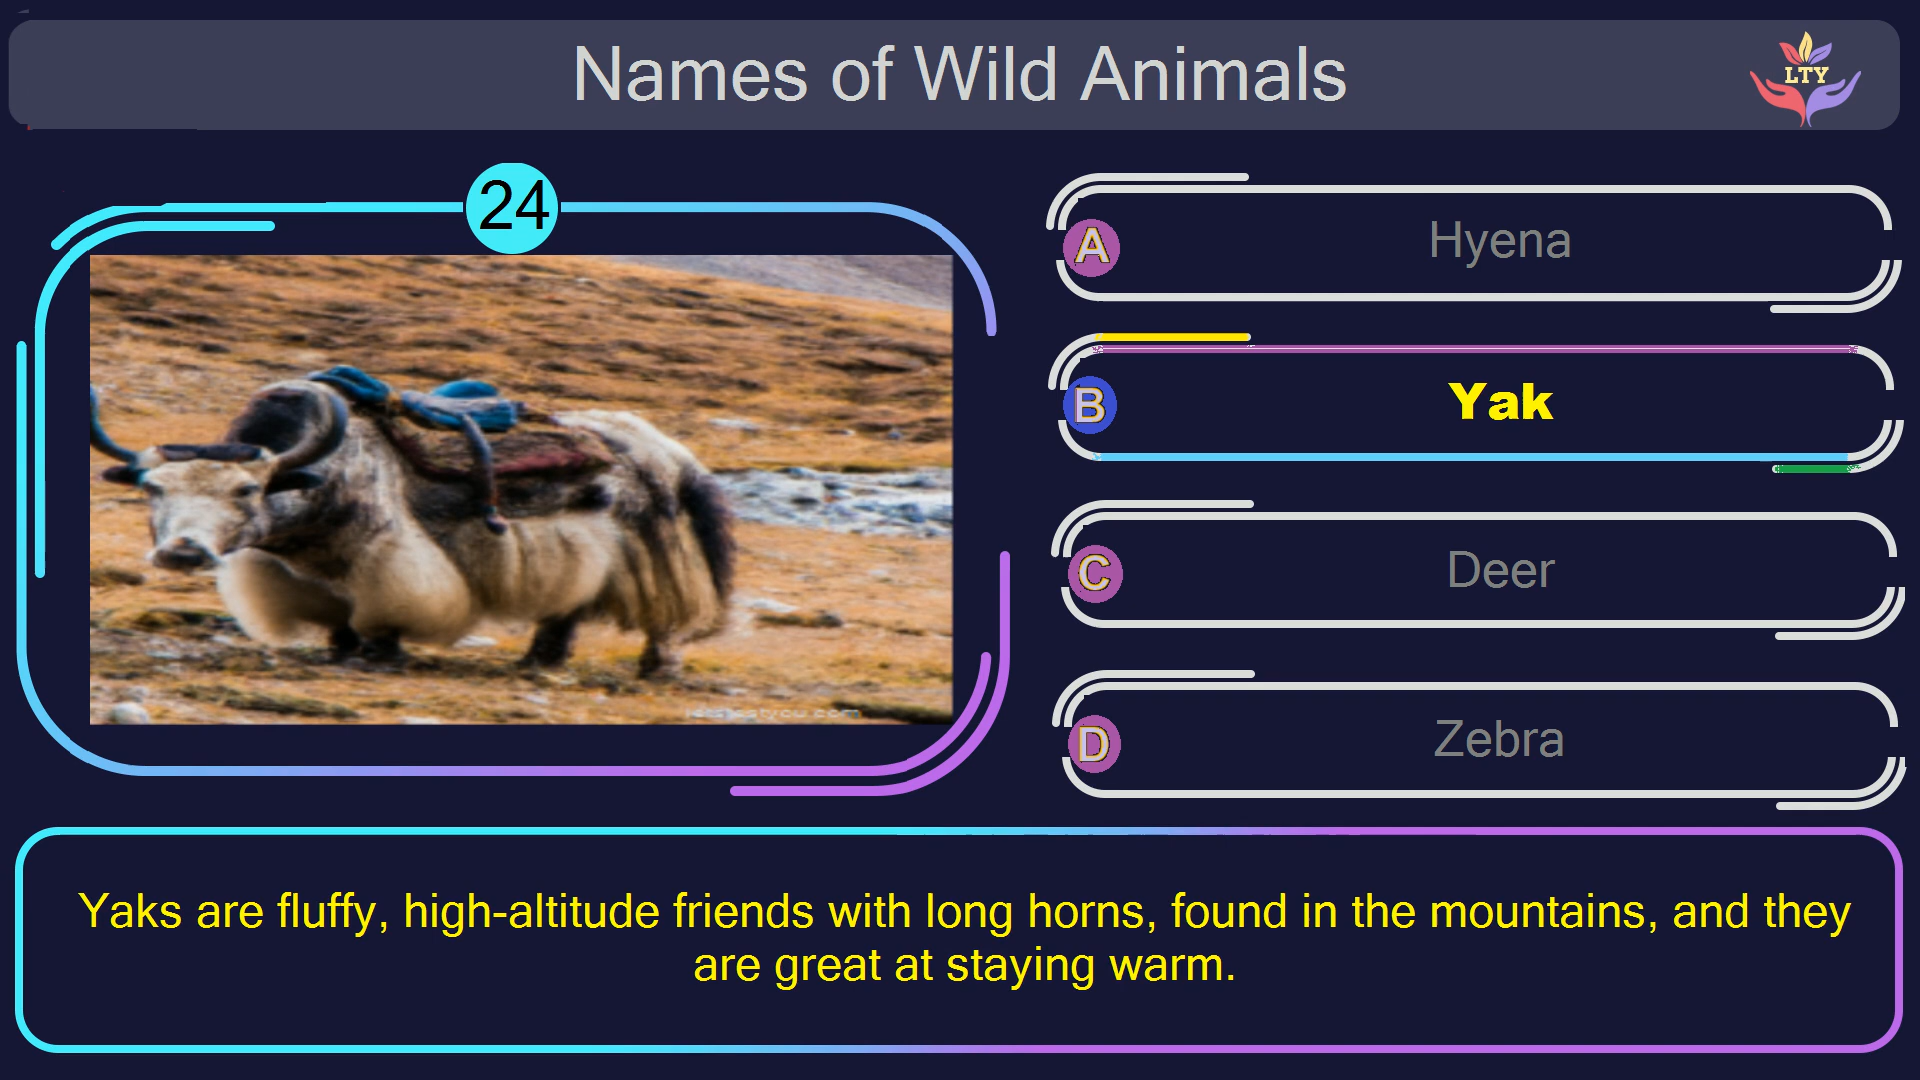 Names of Wild Animals
LTY
24
A
Hyena
B
Yak
C
Deer
D
Zebra
Yaks are fluffy, high-altitude friends with long horns, found in the mountains, and they
are great at staying warm.